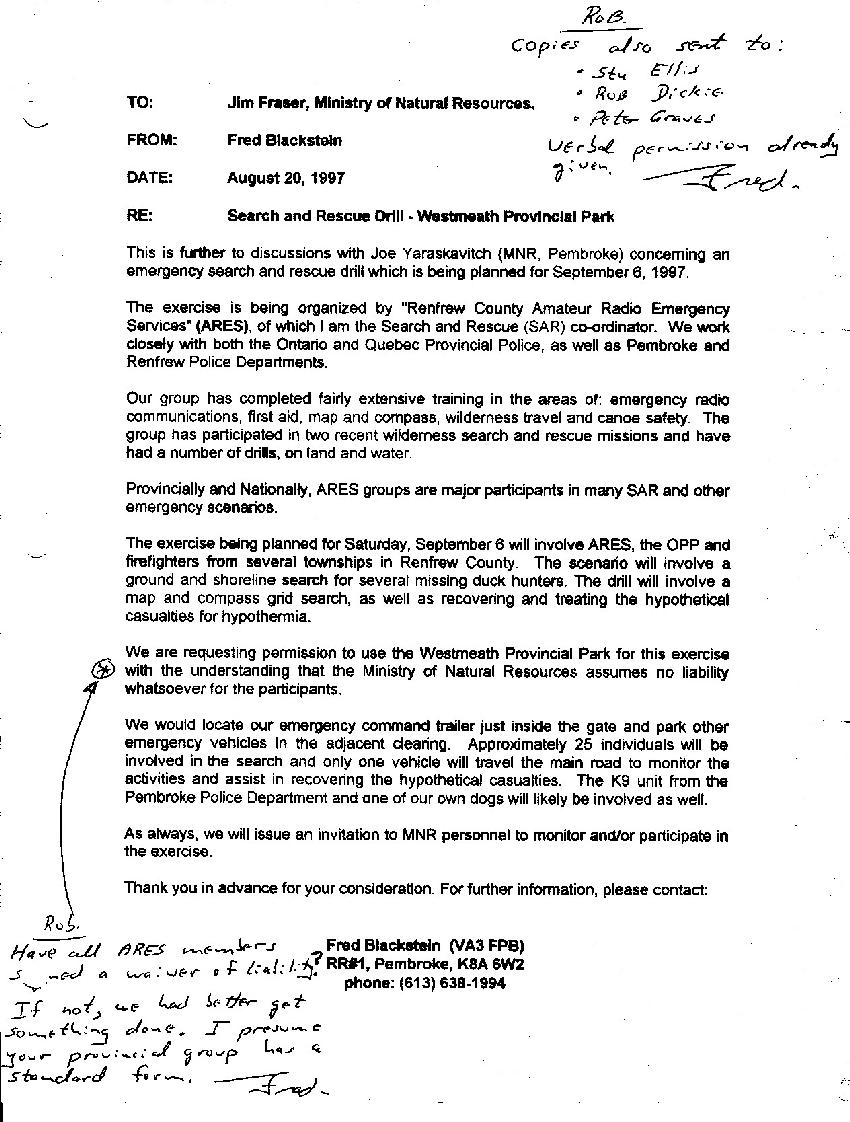 Rob.
Copies also sent to:
• Stu Ellis
• Rob Dickie
• Peter Graves
Verbal permission already
given. Fred.
TO: Jim Fraser, Ministry of Natural Resources.
FROM: Fred Blackstein
DATE: August 20, 1997
RE: Search and Rescue Drill - Westmeath Provincial Park
This is further to discussions with Joe Yaraskavitch (MNR, Pembroke) concerning an
emergency search and rescue drill which is being planned for September 6, 1997.
The exercise is being organized by "Renfrew County Amateur Radio Emergency
Services" (ARES), of which I am the Search and Rescue (SAR) co-ordinator. We work
closely with both the Ontario and Quebec Provincial Police, as well as Pembroke and
Renfrew Police Departments.
Our group has completed fairly extensive training in the areas of: emergency radio
communications, first aid, map and compass, wilderness travel and canoe safety. The
group has participated in two recent wilderness search and rescue missions and have
had a number of drills, on land and water.
Provincially and Nationally, ARES groups are major participants in many SAR and other
emergency scenarios.
The exercise being planned for Saturday, September 6 will involve ARES, the OPP and
firefighters from several townships in Renfrew County. The scenario will involve a
ground and shoreline search for several missing duck hunters. The drill will involve a
map and compass grid search, as well as recovering and treating the hypothetical
casualties for hypothermia.
We are requesting permission to use the Westmeath Provincial Park for this exercise
with the understanding that the Ministry of Natural Resources assumes no liability
whatsoever for the participants.
We would locate our emergency command trailer just inside the gate and park other
emergency vehicles in the adjacent clearing. Approximately 25 individuals will be
involved in the search and only one vehicle will travel the main road to monitor the
activities and assist in recovering the hypothetical casualties. The K9 unit from the
Pembroke Police Department and one of our own dogs will likely be involved as well.
As always, we will issue an invitation to MNR personnel to monitor and/or participate in
the exercise.
Thank you in advance for your consideration. For further information, please contact:
Fred Blackstein (VA3 FPB)
RR#1, Pembroke, K8A 6W2
phone: (613) 638-1994
Rob.
Have all ARES members
signed a waiver of liability?
If not, we had better get
something done. I presume
your provincial group has a
standard form. Fred.